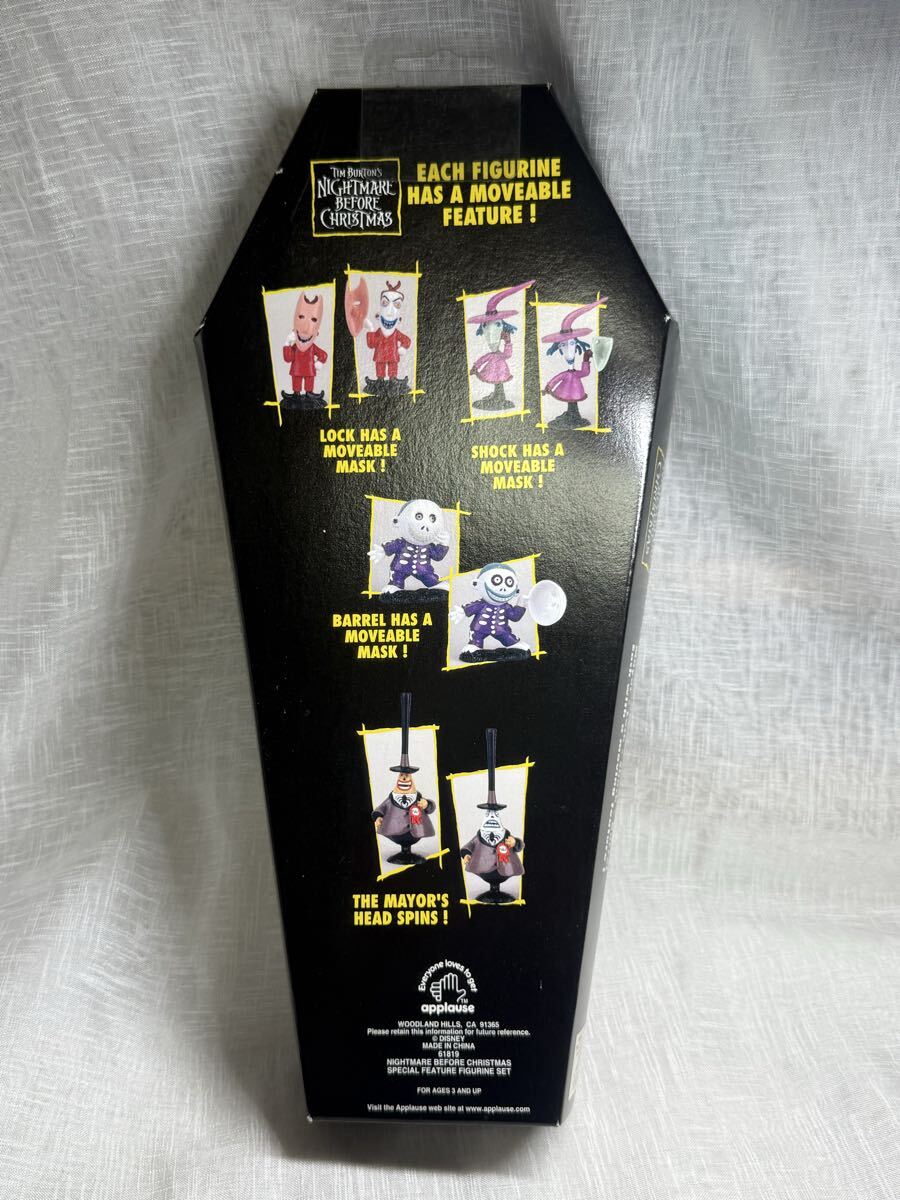 TIM BURTON'S
NIGHTMARE
BEFORE
CHRISTMAS
EACH FIGURINE
HAS A MOVEABLE
FEATURE !
LOCK HAS A
MOVEABLE
MASK !
SHOCK HAS A
MOVEABLE
MASK !
BARREL HAS A
MOVEABLE
MASK !
THE MAYOR'S
HEAD SPINS !
Everyone loves to get
applause TM
WOODLAND HILLS, CA 91365
Please retain this information for future reference.
© DISNEY
MADE IN CHINA
61819
NIGHTMARE BEFORE CHRISTMAS
SPECIAL FEATURE FIGURINE SET
FOR AGES 3 AND UP
Visit the Applause web site at www.applause.com